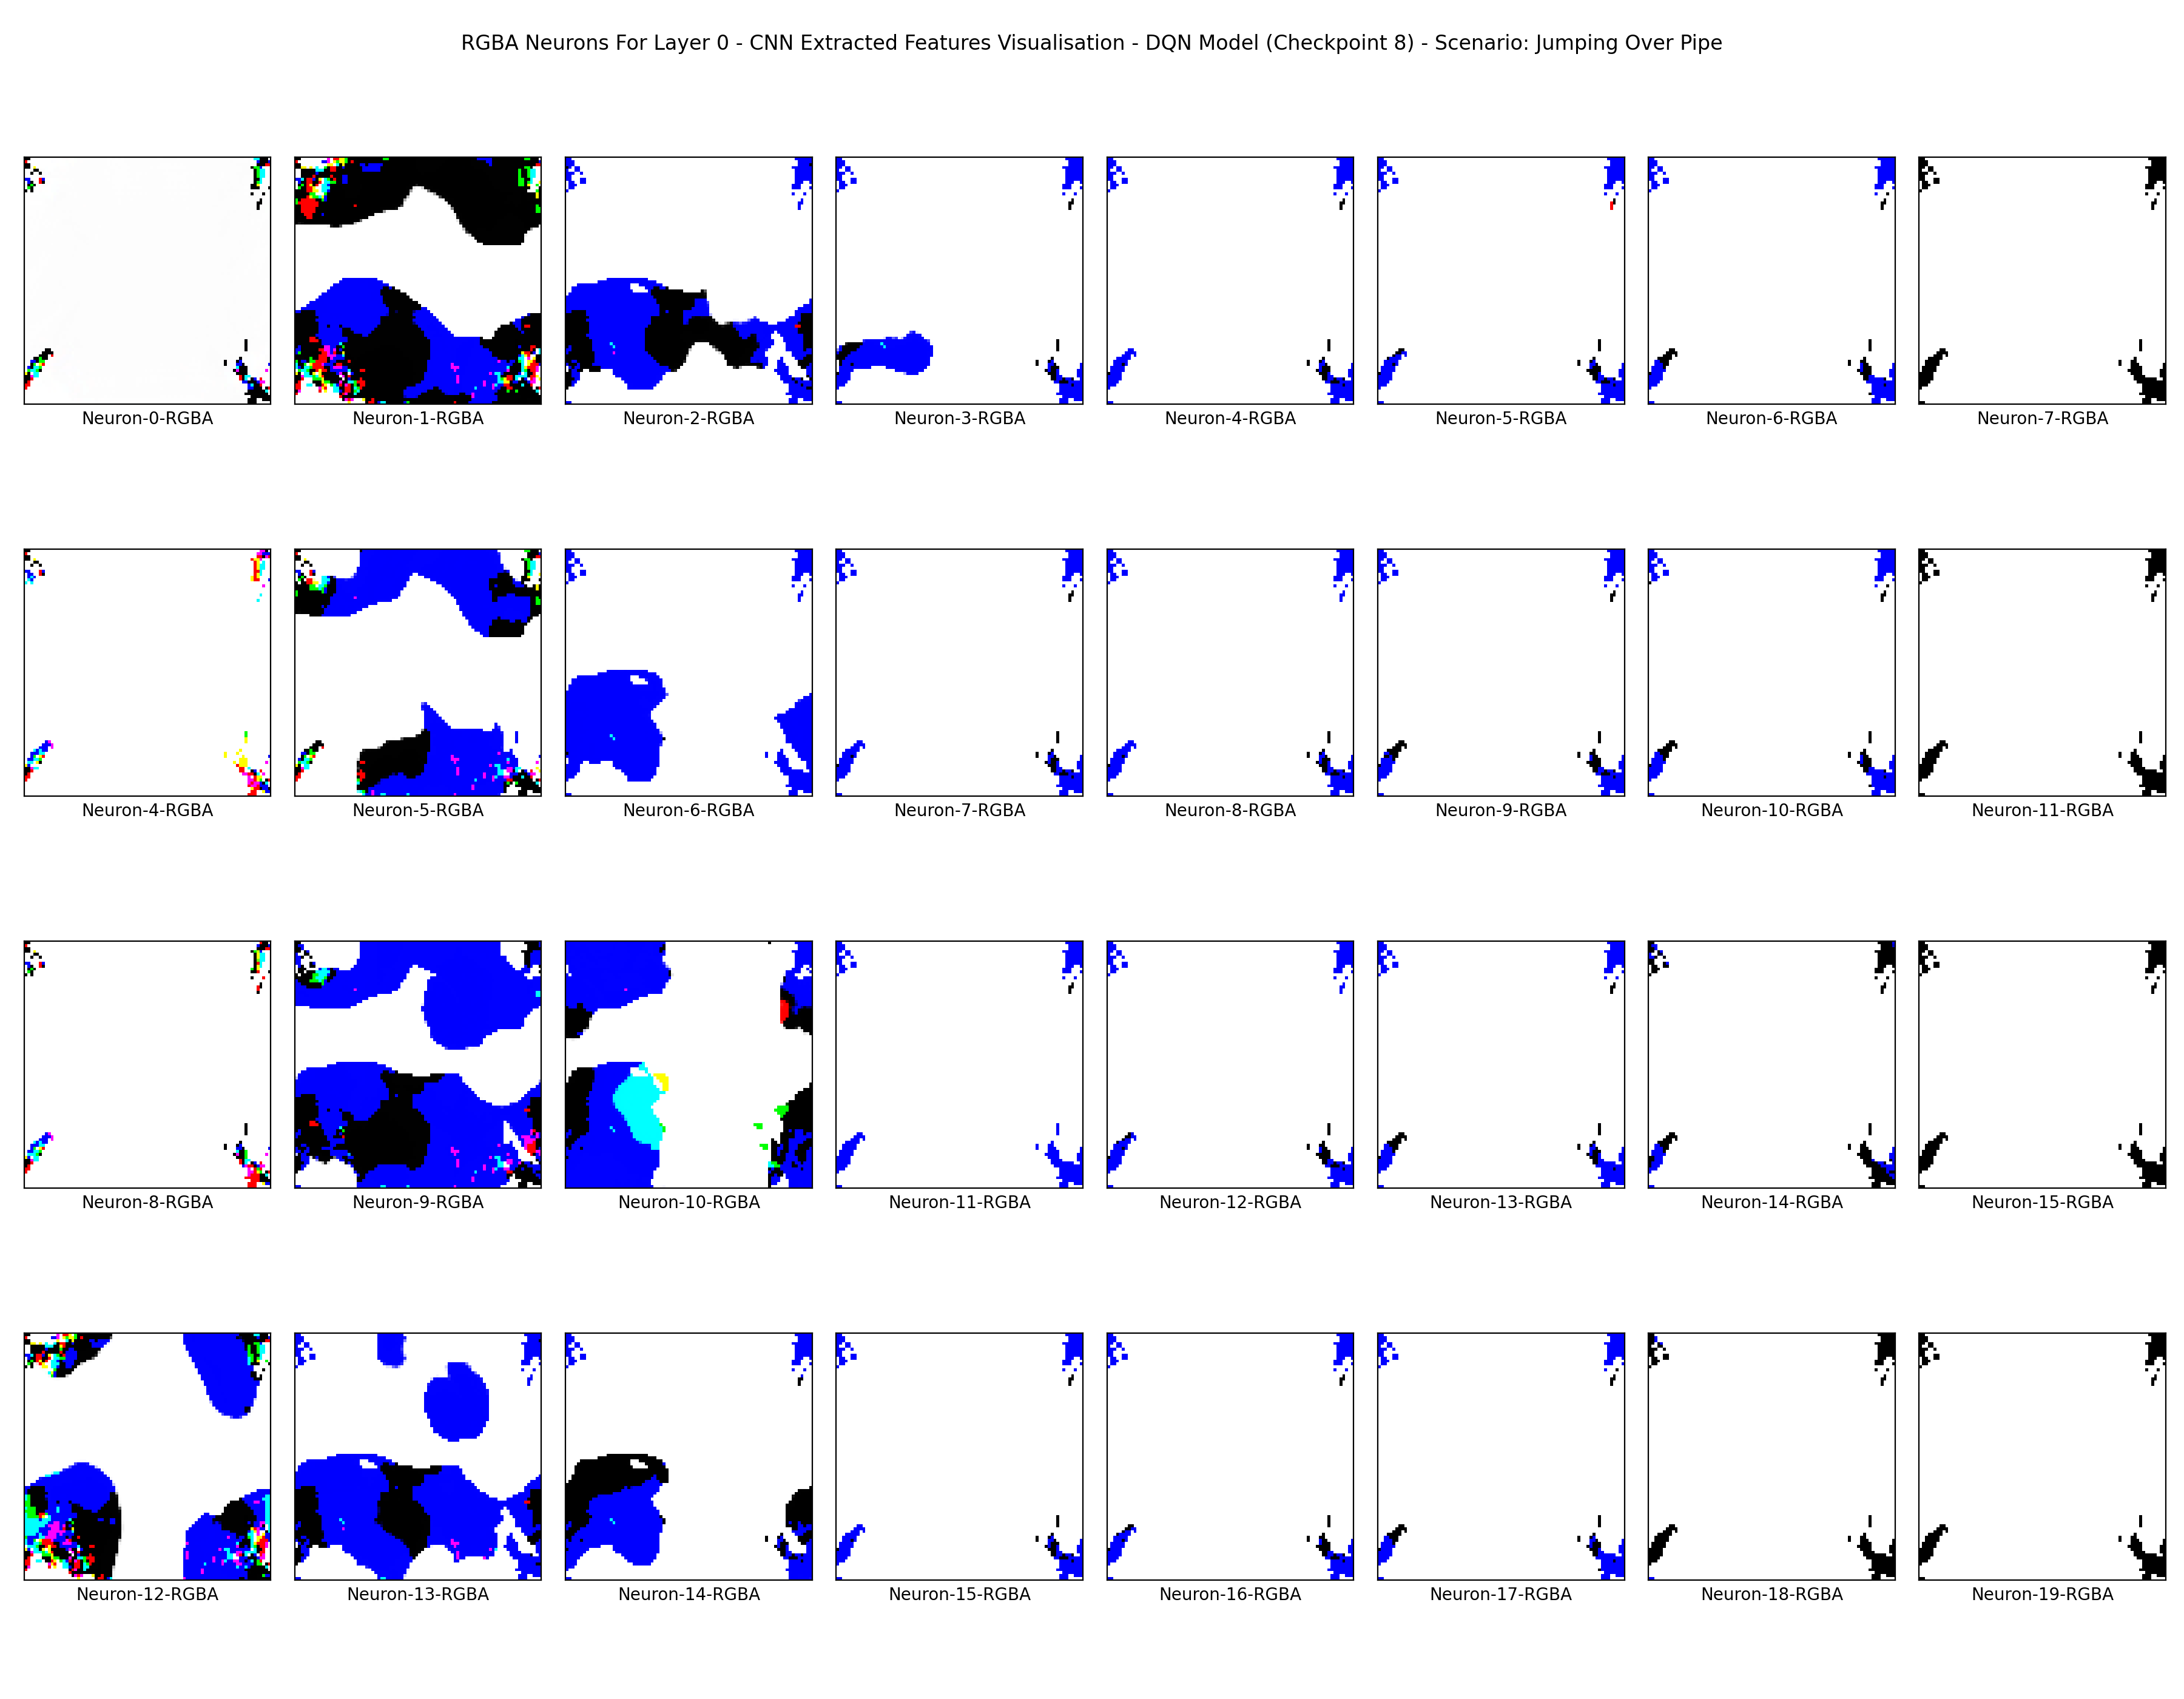 RGBA Neurons For Layer 0 - CNN Extracted Features Visualisation - DQN Model (Checkpoint 8) - Scenario: Jumping Over Pipe
Neuron-0-RGBA Neuron-1-RGBA Neuron-2-RGBA Neuron-3-RGBA Neuron-4-RGBA Neuron-5-RGBA Neuron-6-RGBA Neuron-7-RGBA
Neuron-4-RGBA Neuron-5-RGBA Neuron-6-RGBA Neuron-7-RGBA Neuron-8-RGBA Neuron-9-RGBA Neuron-10-RGBA Neuron-11-RGBA
Neuron-8-RGBA Neuron-9-RGBA Neuron-10-RGBA Neuron-11-RGBA Neuron-12-RGBA Neuron-13-RGBA Neuron-14-RGBA Neuron-15-RGBA
Neuron-12-RGBA Neuron-13-RGBA Neuron-14-RGBA Neuron-15-RGBA Neuron-16-RGBA Neuron-17-RGBA Neuron-18-RGBA Neuron-19-RGBA